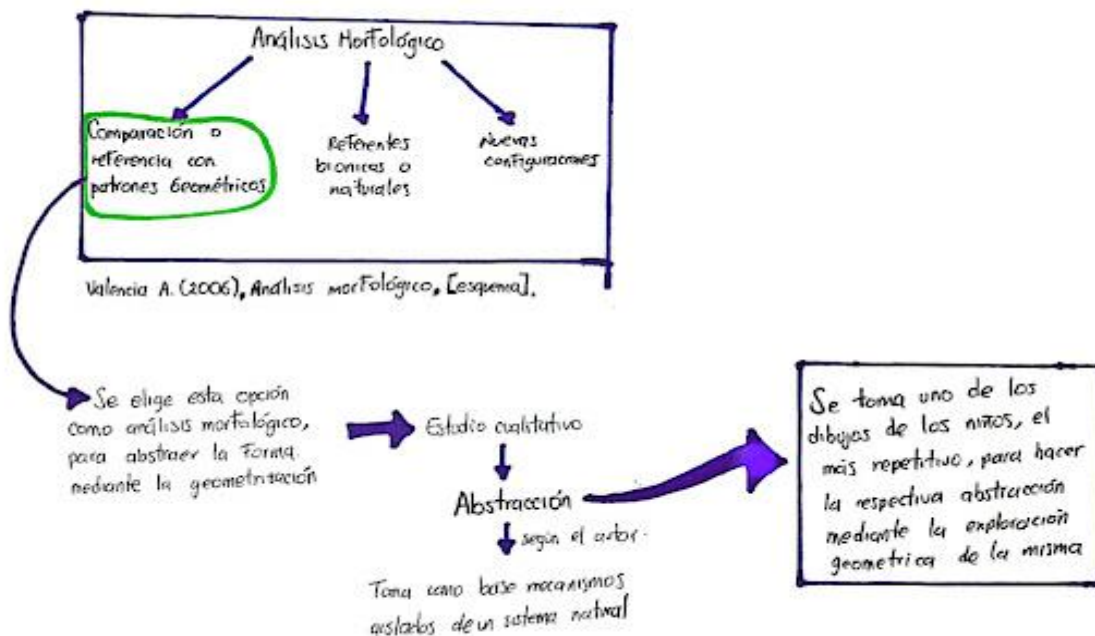 Análisis Morfológico
Comparación o
referencia con
patrones Geométricos
Referentes
bionicos o
naturales
Nuevas
configuraciones
Valencia A. (2006), Análisis morfológico, [esquema].
Se elige esta opción
como análisis morfológico,
para abstraer la Forma
mediante la geometrización
Estudio cualitativo
Abstracción
según el autor.
Toma como base mecanismos
aislados de un sistema natural
Se toma uno de los
dibujos de los niños, el
más repetitivo, para hacer
la respectiva abstracción
mediante la exploración
geometrica de la misma